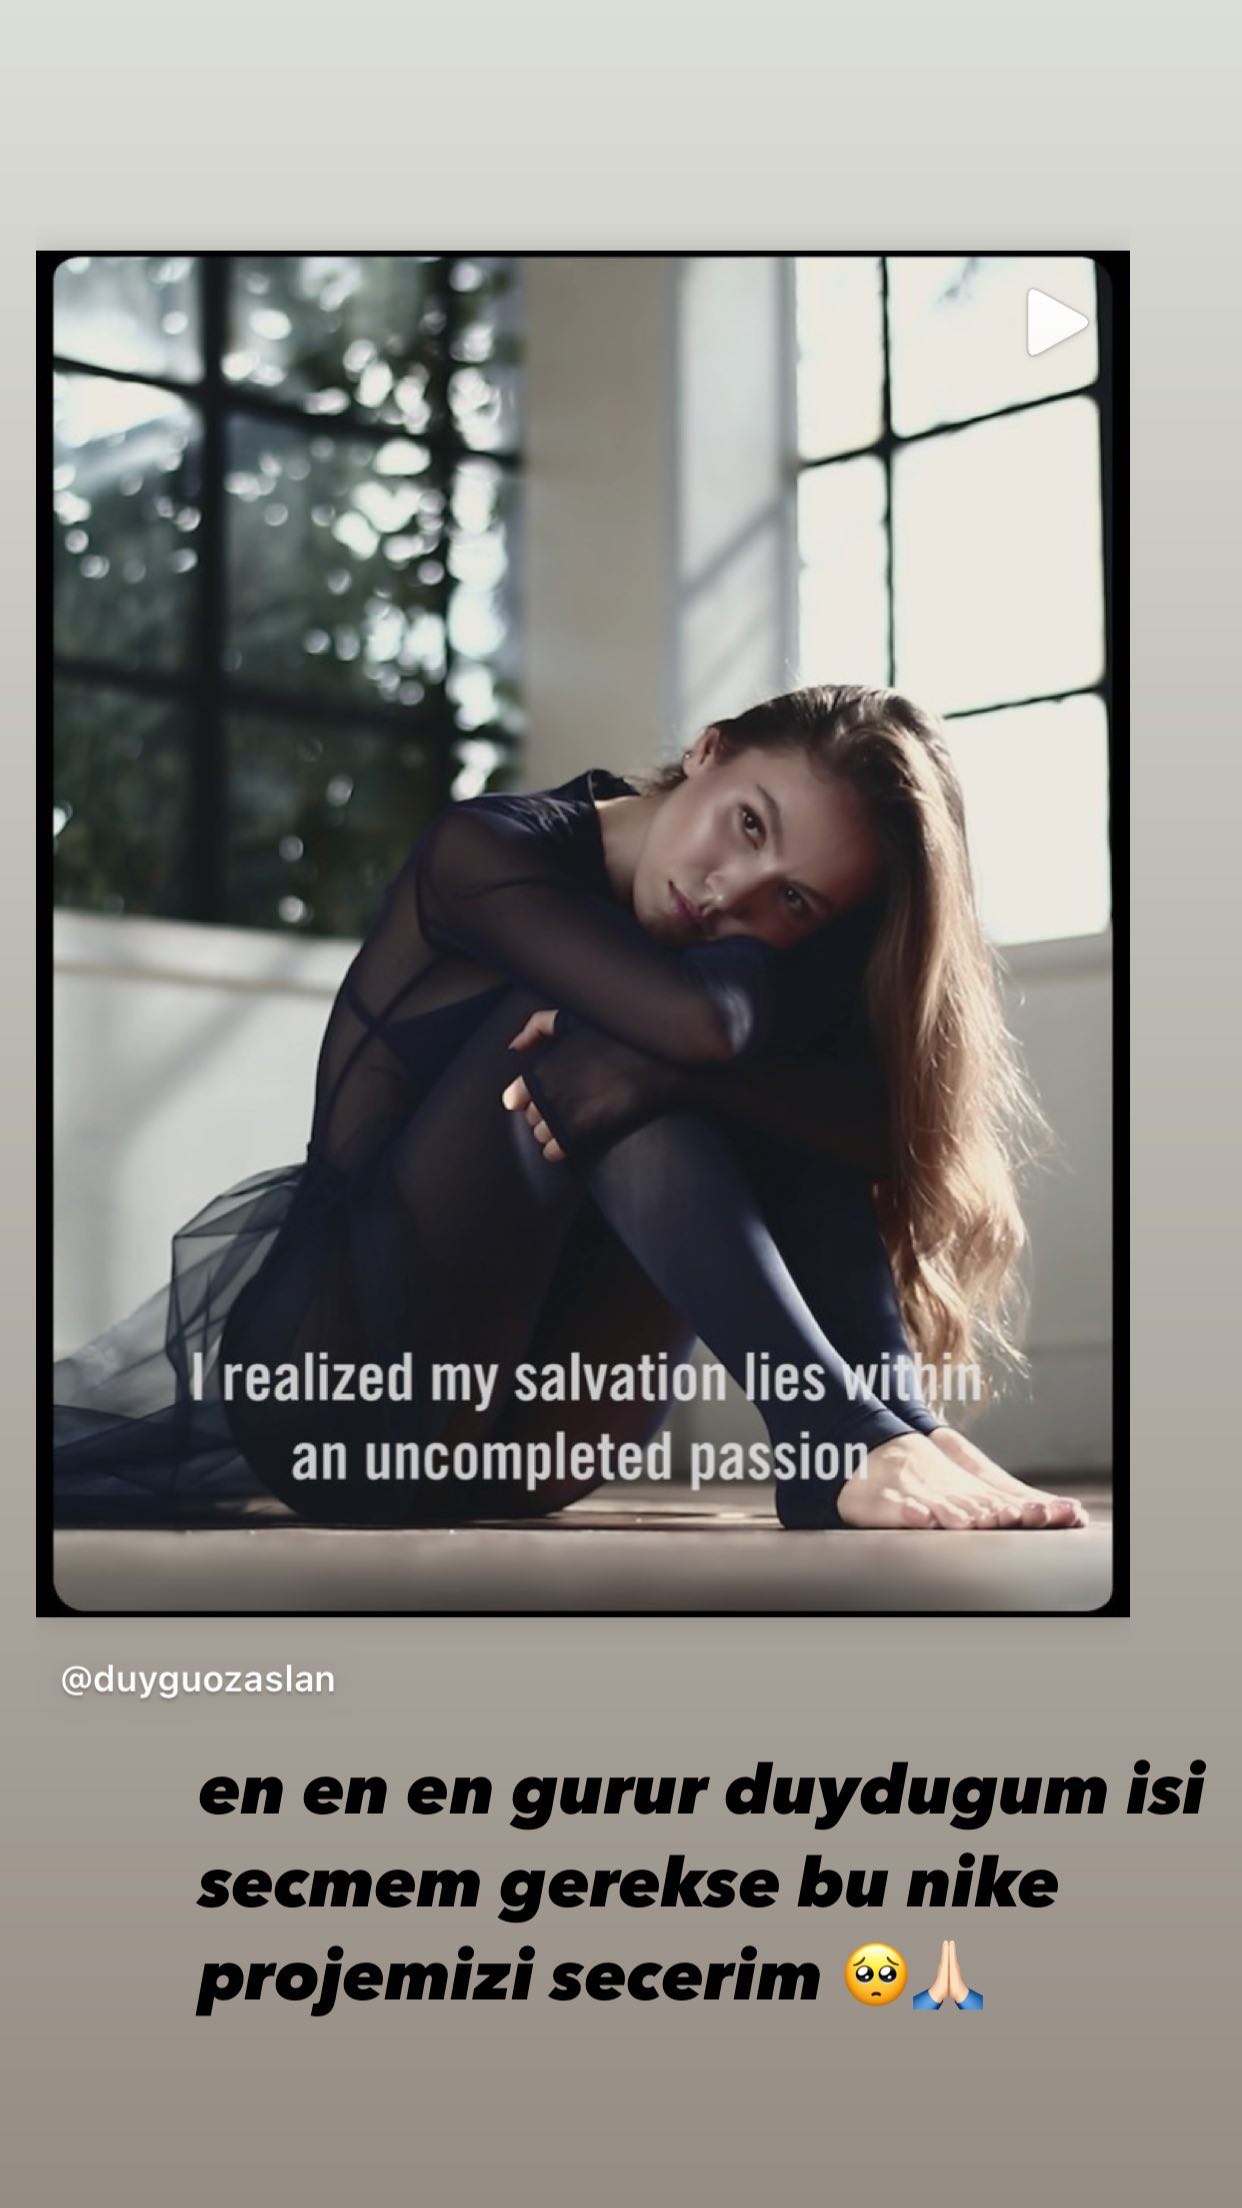 I realized my salvation lies within
an uncompleted passion
@duyguozaslan
en en en gurur duydugum isi
secmem gerekse bu nike
projemizi secerim 🥺🙏🏻